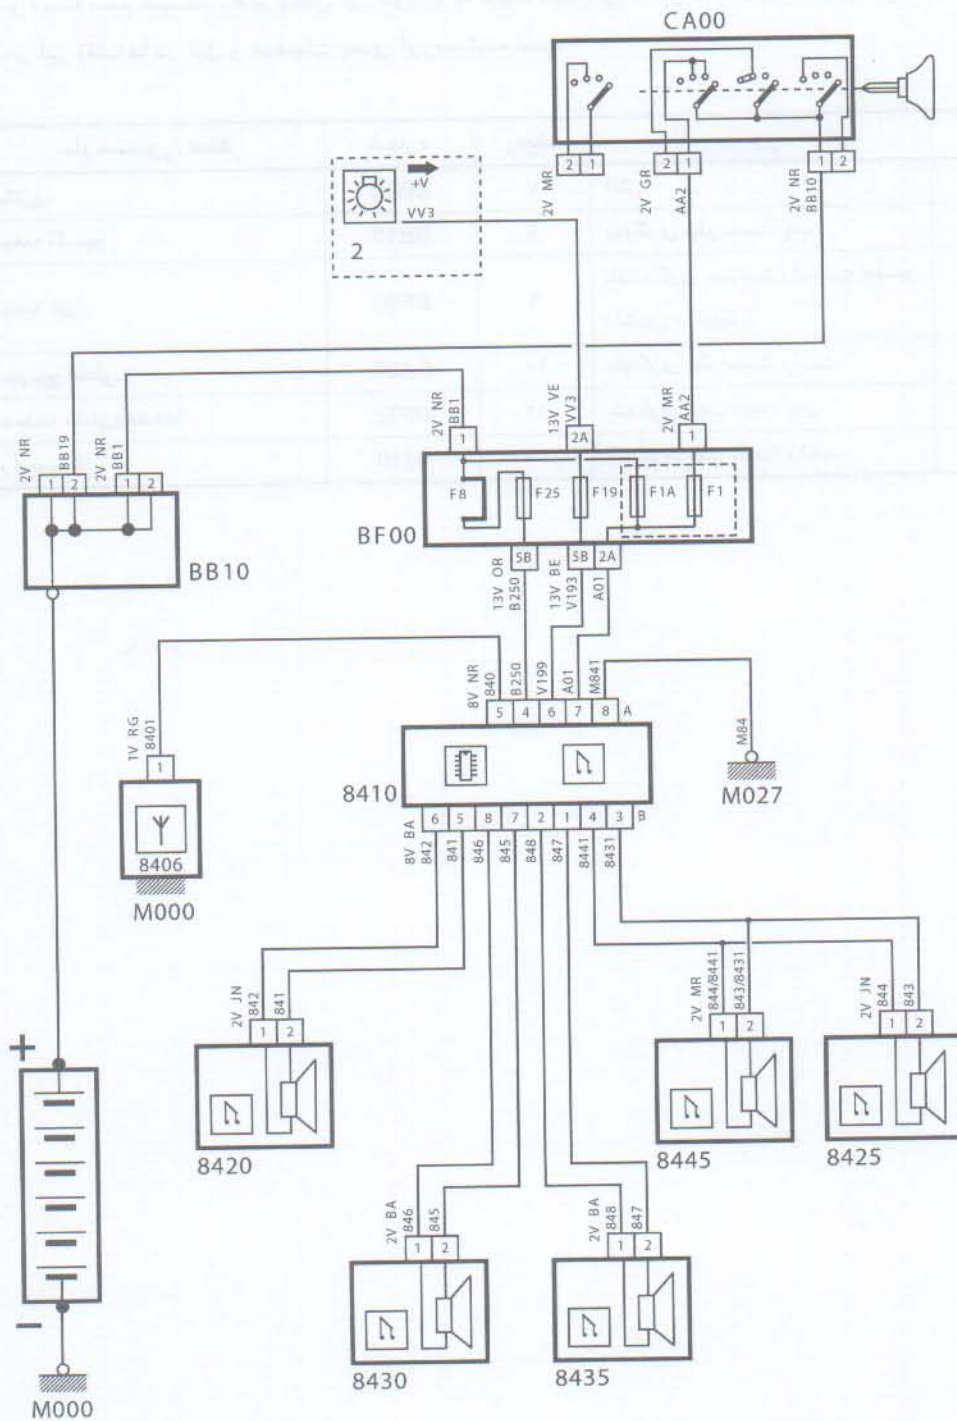 CA00
2 1
2 1
1 2
2V MR
2V GR
AA2
2V NR
BB10
+V
VV3
2
2V NR
BB1
1
13V VE
VV3
2A
2V MR
AA2
1
2V NR
BB19
2V NR
BB1
1 2
1 2
BB10
F8
F25
F19
F1A
F1
BF00
5B
5B
2A
13V OR
B250
13V BE
V193
A01
8V NR
840
B250
V199
A01
M841
5 4 6 7 8 A
1V RG
8401
1
8406
M000
M84
M027
8410
6 5 8 7 2 1 4 3 B
8V BA
842
841
846
845
848
847
8441
8431
2V JN
842
841
1 2
8420
2V MR
844/8441
843/8431
1 2
8445
2V JN
844
843
1 2
8425
2V BA
846
845
1 2
8430
2V BA
848
847
1 2
8435
+
−
M000